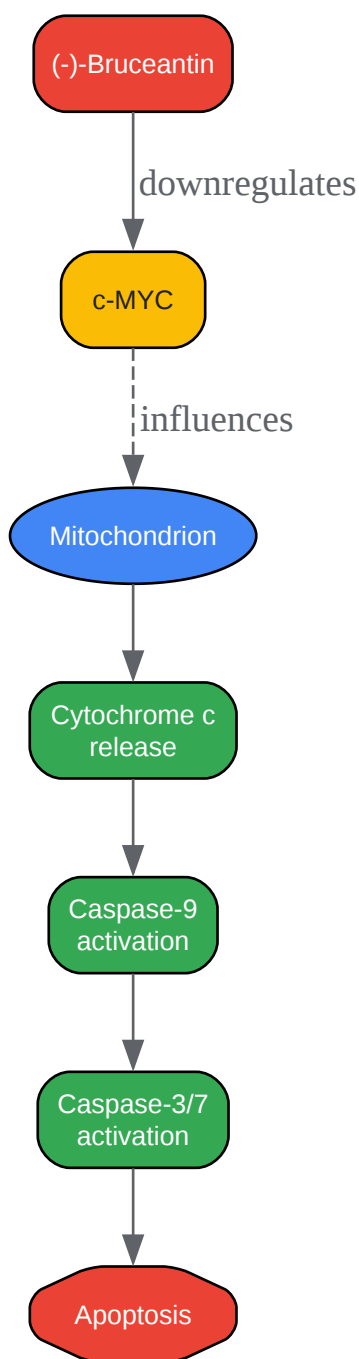 (-)-Bruceantin
downregulates
c-MYC
influences
Mitochondrion
Cytochrome c
release
Caspase-9
activation
Caspase-3/7
activation
Apoptosis